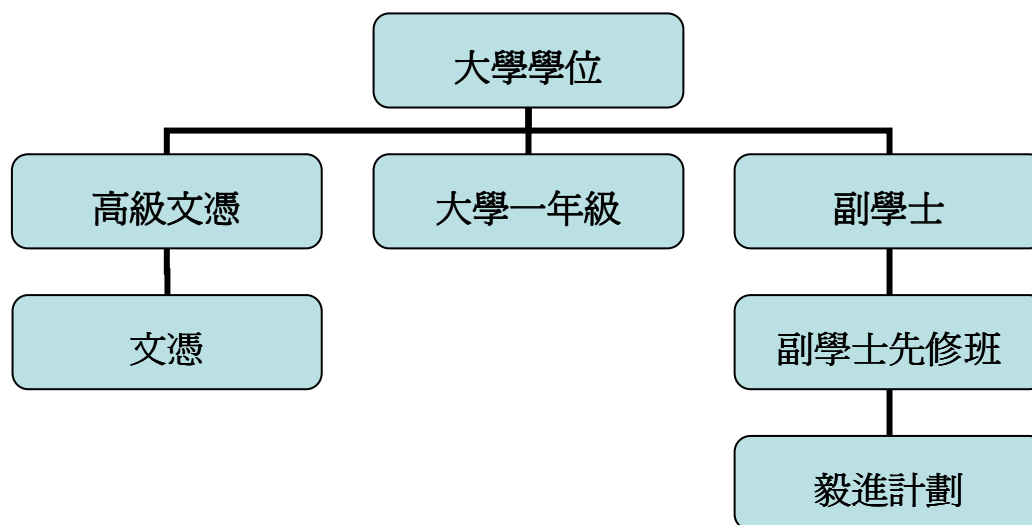 大學學位
高級文憑
大學一年級
副學士
文憑
副學士先修班
毅進計劃